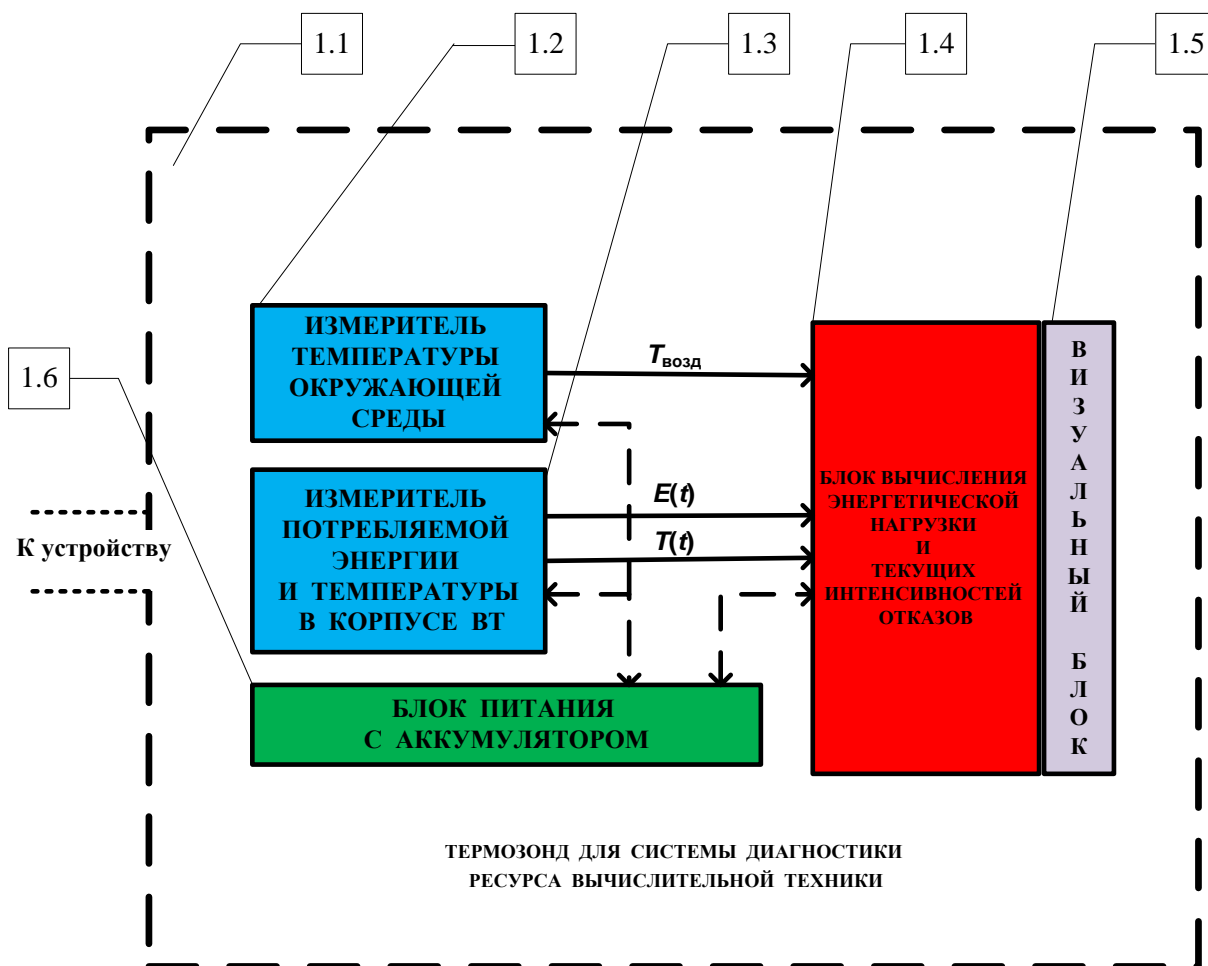 1.1
1.2
1.3
1.4
1.5
1.6
ИЗМЕРИТЕЛЬ
ТЕМПЕРАТУРЫ
ОКРУЖАЮЩЕЙ
СРЕДЫ
Tвозд
ИЗМЕРИТЕЛЬ
ПОТРЕБЛЯЕМОЙ
ЭНЕРГИИ
И ТЕМПЕРАТУРЫ
В КОРПУСЕ ВТ
E(t)
T(t)
К устройству
БЛОК ВЫЧИСЛЕНИЯ
ЭНЕРГЕТИЧЕСКОЙ
НАГРУЗКИ
И
ТЕКУЩИХ
ИНТЕНСИВНОСТЕЙ
ОТКАЗОВ
ВИЗУАЛЬНЫЙ БЛОК
БЛОК ПИТАНИЯ
С АККУМУЛЯТОРОМ
ТЕРМОЗОНД ДЛЯ СИСТЕМЫ ДИАГНОСТИКИ
РЕСУРСА ВЫЧИСЛИТЕЛЬНОЙ ТЕХНИКИ